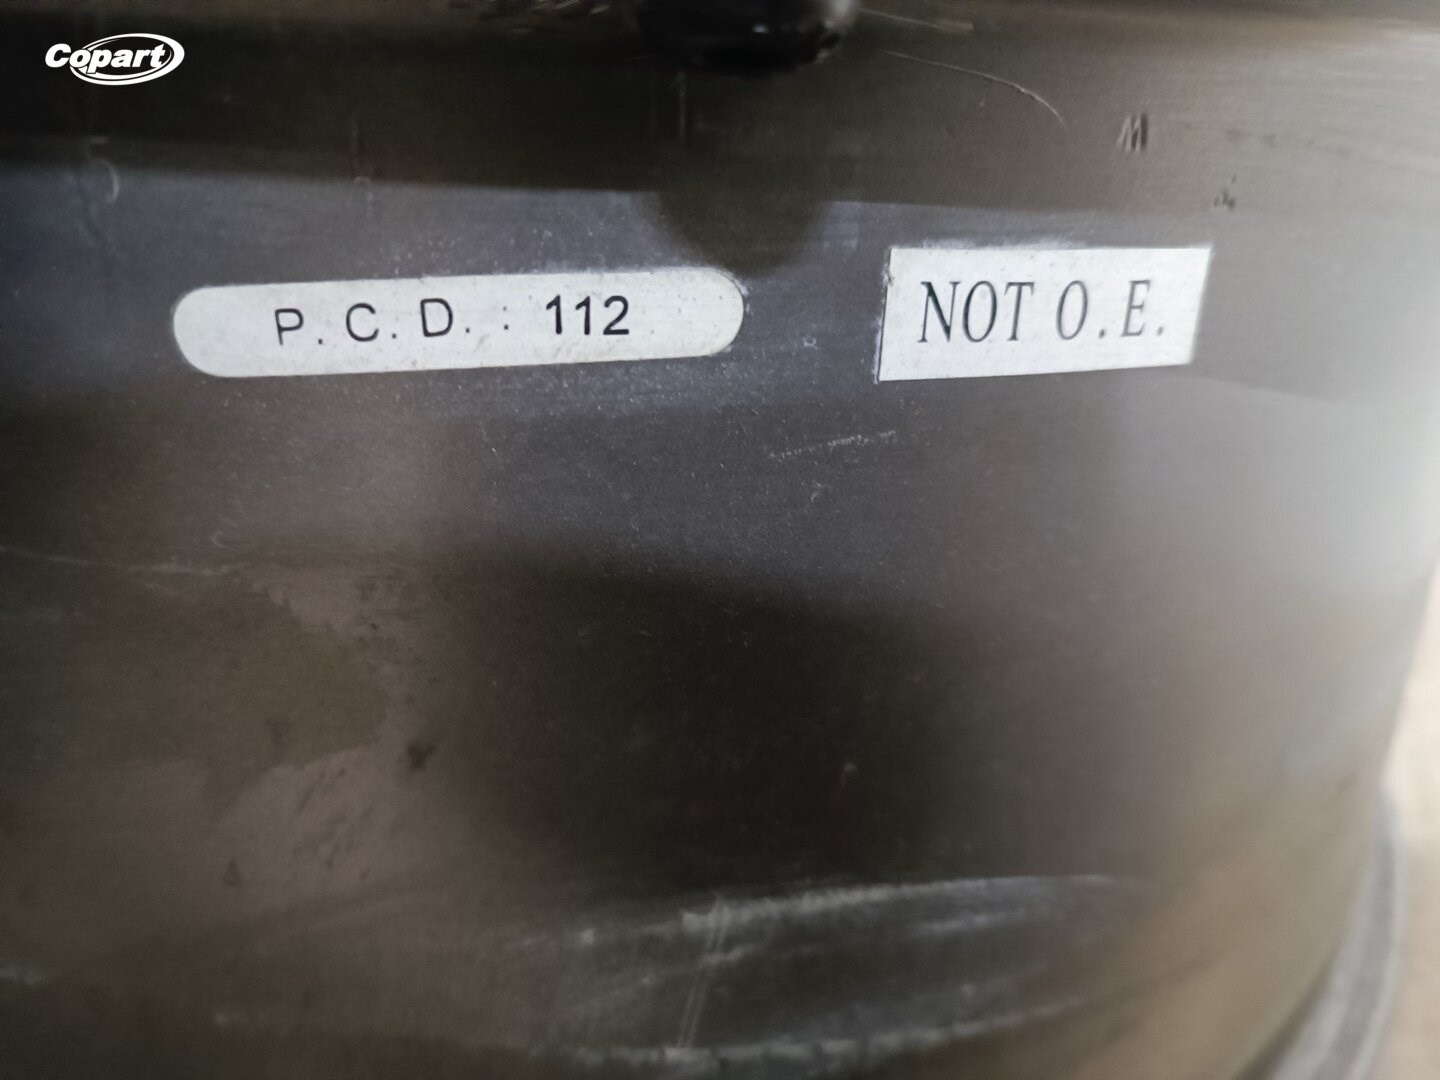 Copart
P.C.D. : 112
NOT O.E.